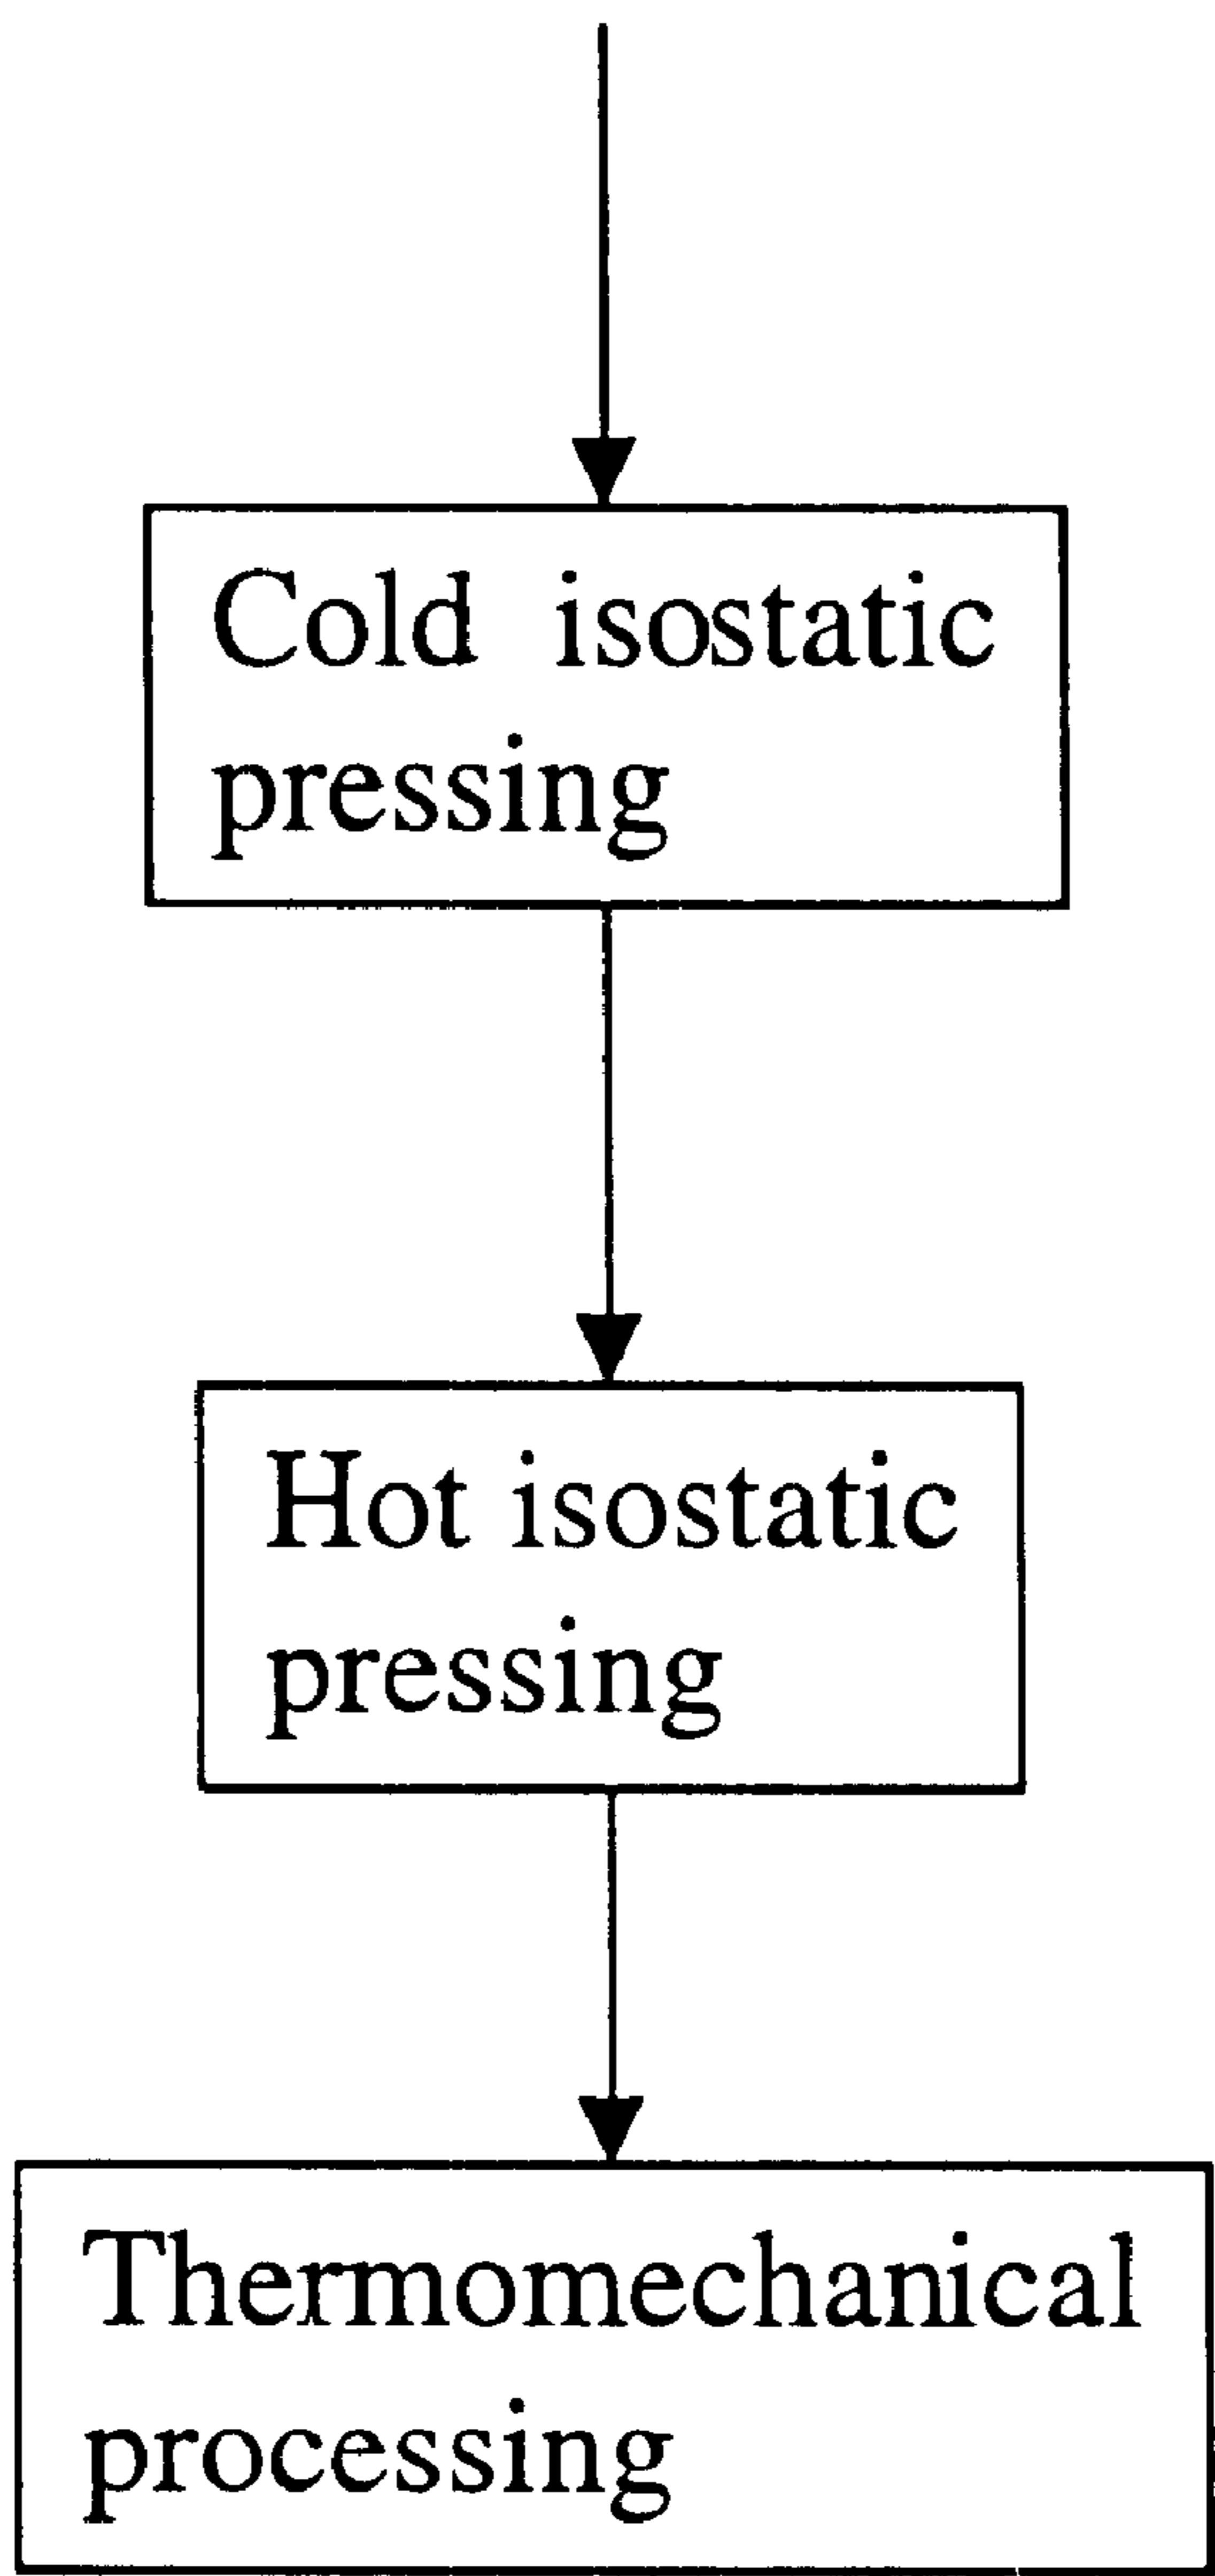 Cold isostatic
pressing
Hot isostatic
pressing
Thermomechanical
processing